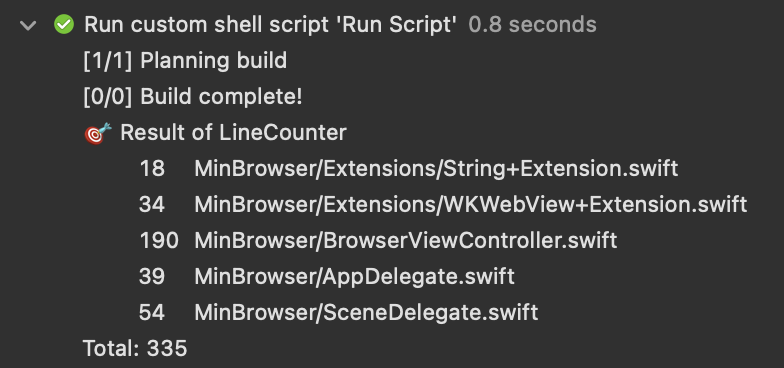 Run custom shell script 'Run Script' 0.8 seconds
[1/1] Planning build
[0/0] Build complete!
🎯 Result of LineCounter
18 MinBrowser/Extensions/String+Extension.swift
34 MinBrowser/Extensions/WKWebView+Extension.swift
190 MinBrowser/BrowserViewController.swift
39 MinBrowser/AppDelegate.swift
54 MinBrowser/SceneDelegate.swift
Total: 335